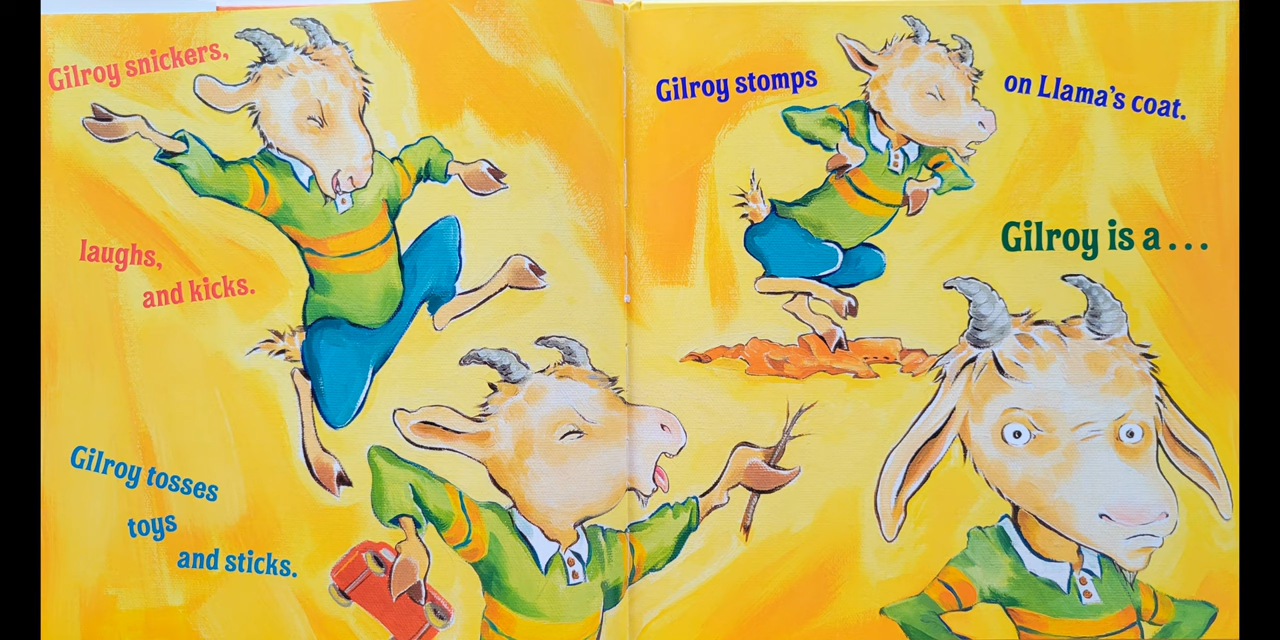 Gilroy snickers,
laughs,
and kicks.
Gilroy tosses
toys
and sticks.
Gilroy stomps
on Llama's coat.
Gilroy is a . . .